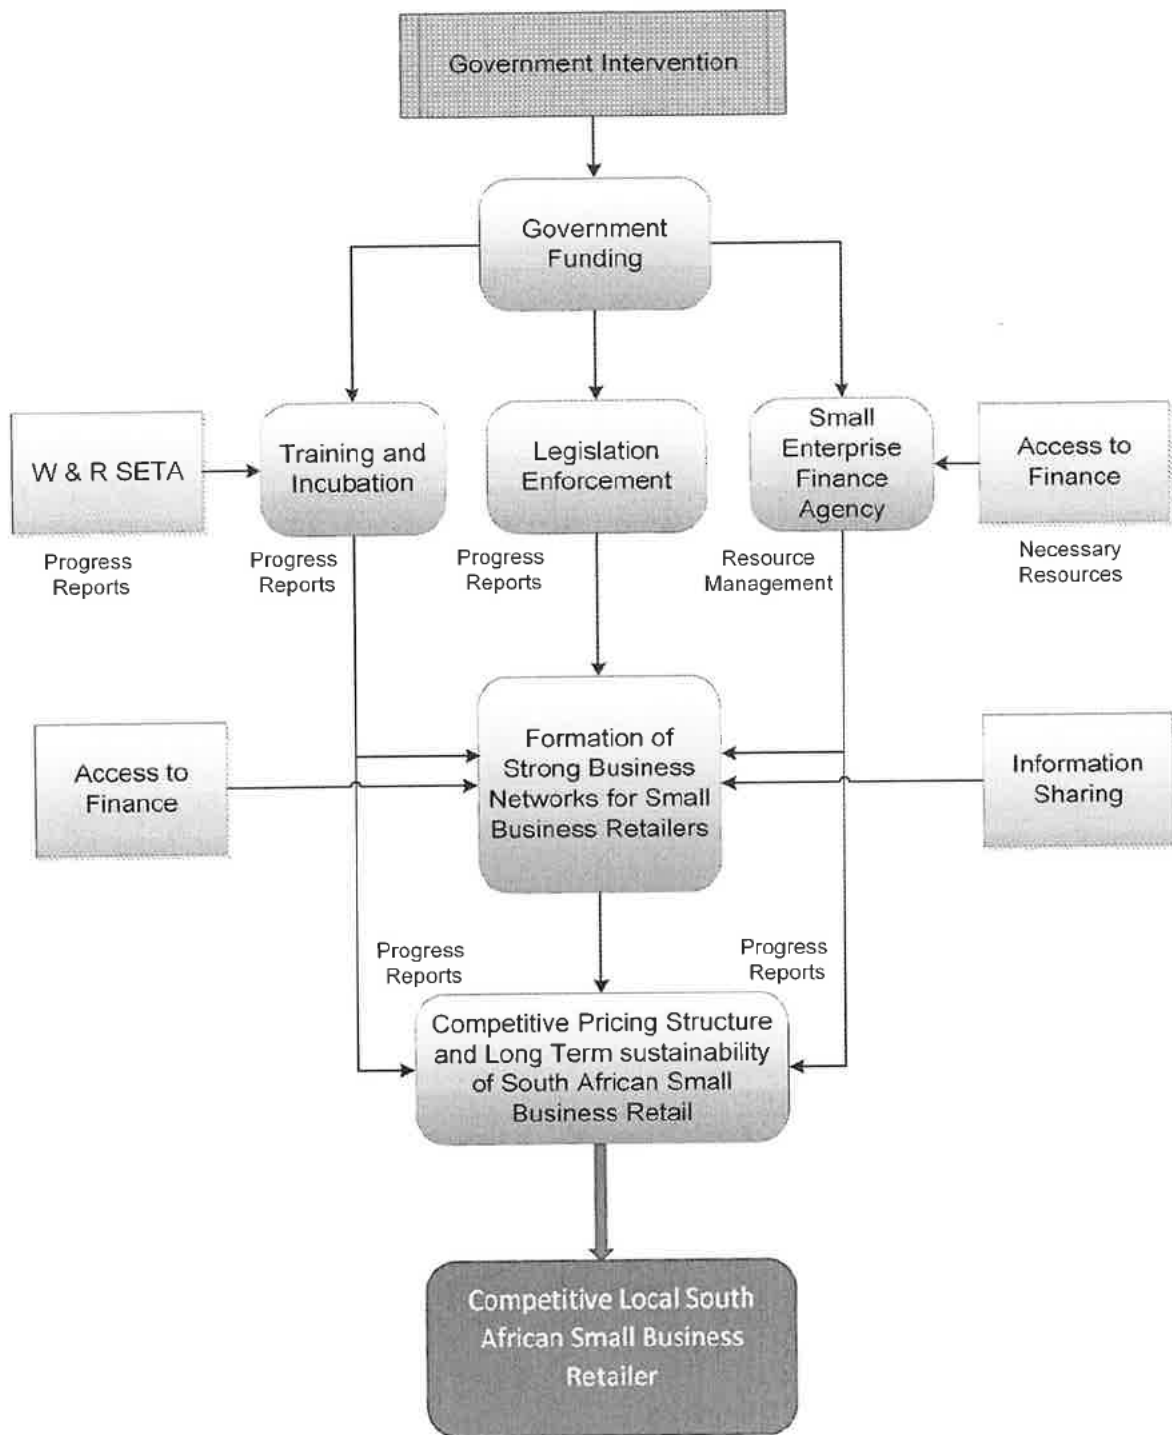 Government Intervention
Government
Funding
W & R SETA
Training and
Incubation
Legislation
Enforcement
Small
Enterprise
Finance
Agency
Access to
Finance
Progress
Reports
Progress
Reports
Progress
Reports
Resource
Management
Necessary
Resources
Access to
Finance
Formation of
Strong Business
Networks for Small
Business Retailers
Information
Sharing
Progress
Reports
Progress
Reports
Competitive Pricing Structure
and Long Term sustainability
of South African Small
Business Retail
Competitive Local South
African Small Business
Retailer